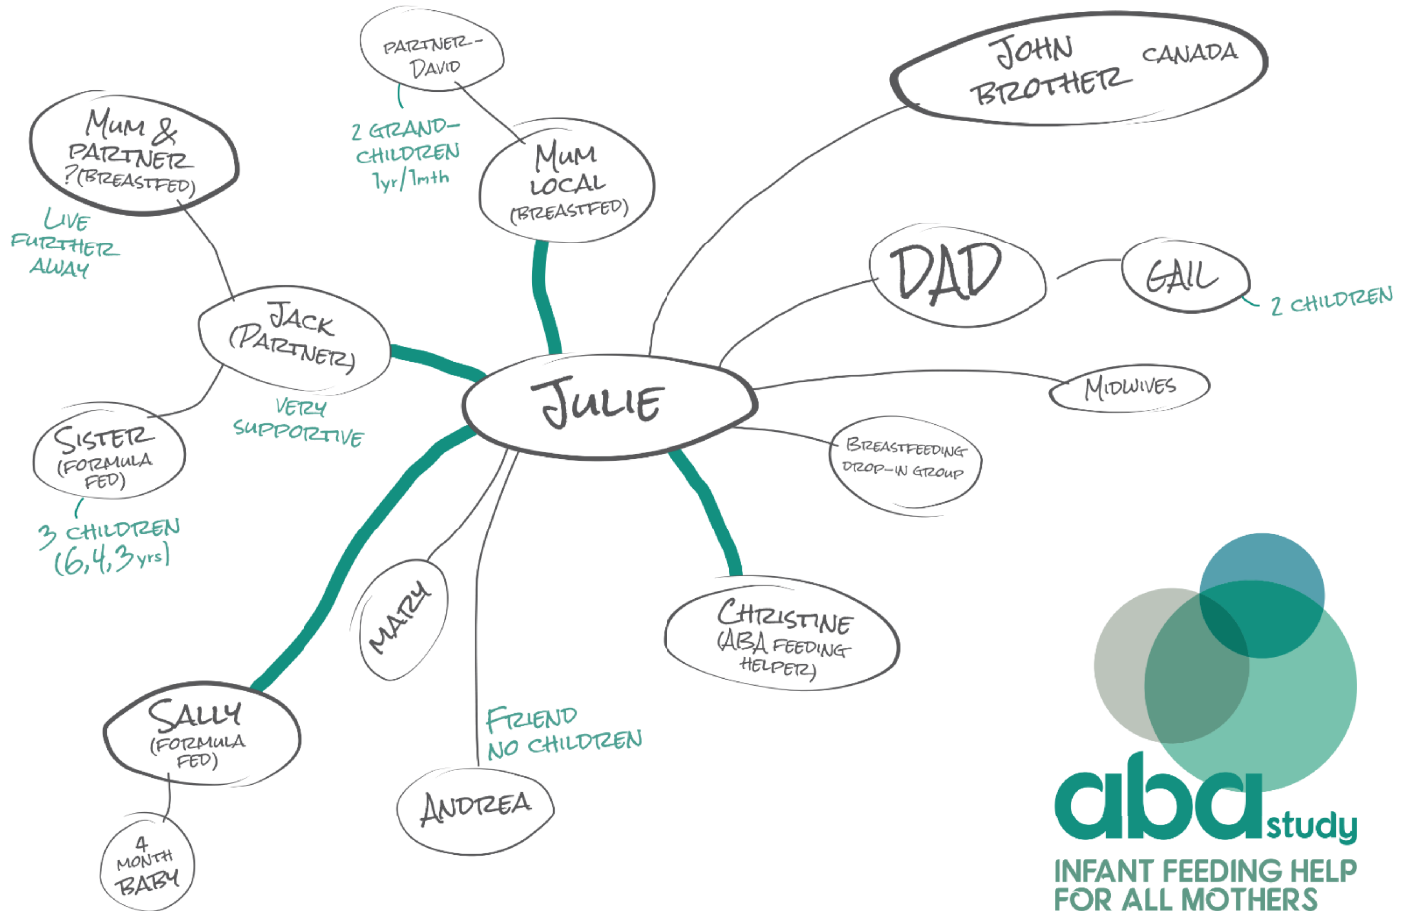 PARTNER-
DAVID
2 GRAND-
CHILDREN
1yr/1mth
MUM
LOCAL
(BREASTFED)
JOHN
BROTHER
CANADA
MUM &
PARTNER
?(BREASTFED)
LIVE
FURTHER
AWAY
DAD
GAIL
2 CHILDREN
JACK
(PARTNER)
VERY
SUPPORTIVE
JULIE
MIDWIVES
BREASTFEEDING
DROP-IN GROUP
SISTER
(FORMULA
FED)
3 CHILDREN
(6,4,3yrs)
MARY
CHRISTINE
(ABA FEEDING
HELPER)
SALLY
(FORMULA
FED)
FRIEND
NO CHILDREN
ANDREA
4
MONTH
BABY
aba study
INFANT FEEDING HELP
FOR ALL MOTHERS